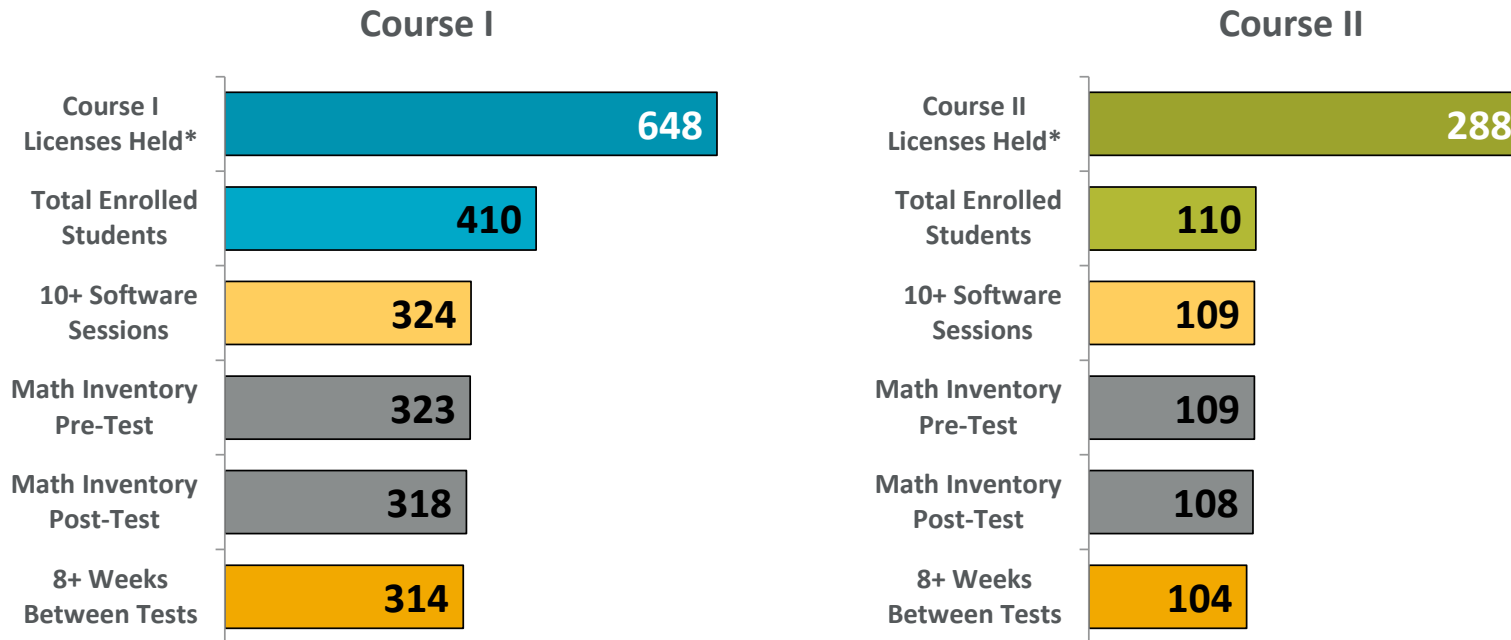 Course I
Course I
Licenses Held*
648
Total Enrolled
Students
410
10+ Software
Sessions
324
Math Inventory
Pre-Test
323
Math Inventory
Post-Test
318
8+ Weeks
Between Tests
314
Course II
Course II
Licenses Held*
288
Total Enrolled
Students
110
10+ Software
Sessions
109
Math Inventory
Pre-Test
109
Math Inventory
Post-Test
108
8+ Weeks
Between Tests
104